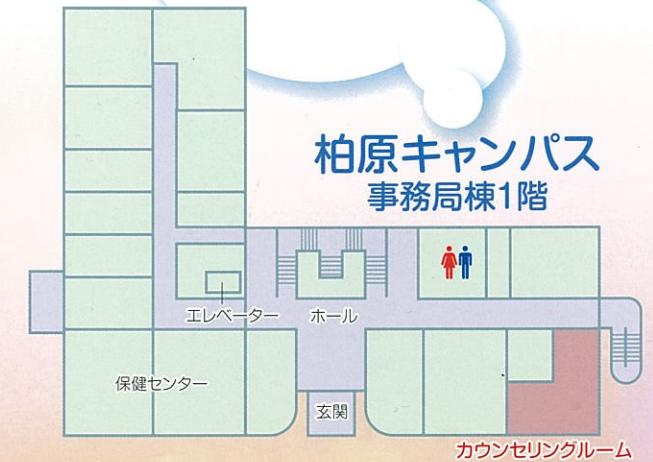 柏原キャンパス
事務局棟1階
エレベーター
ホール
保健センター
玄関
カウンセリングルーム